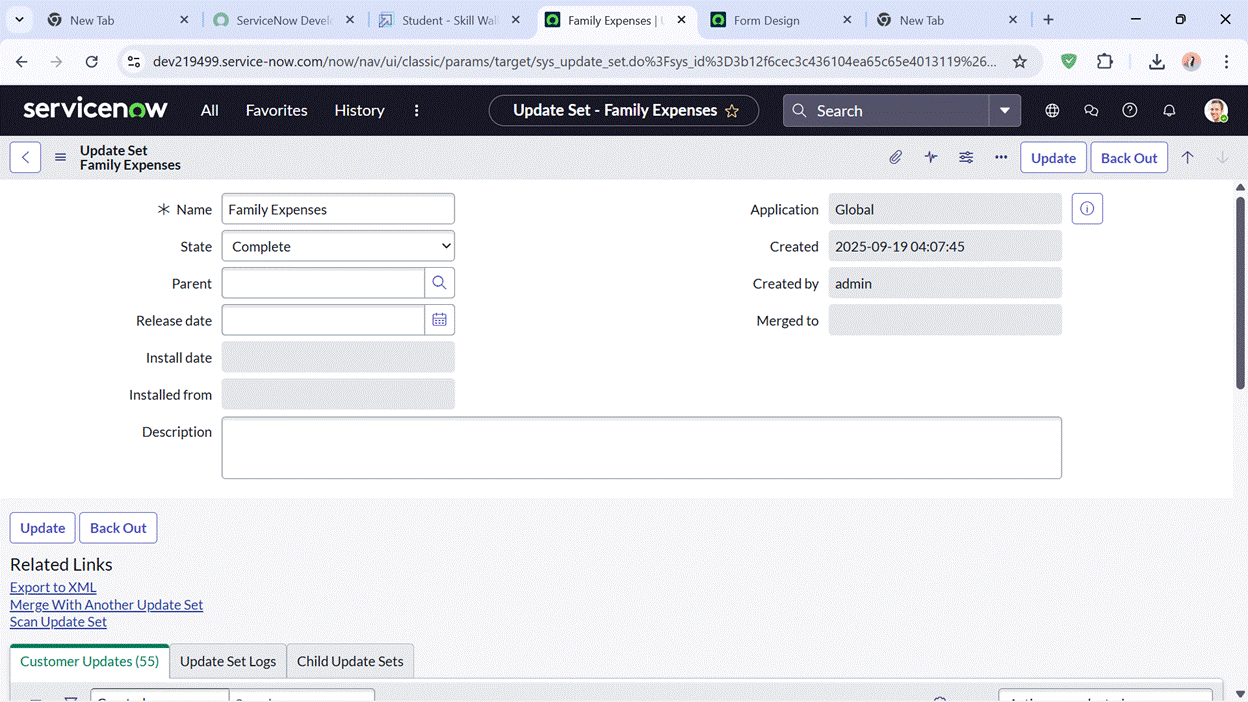 New Tab
ServiceNow Devel
Student - Skill Wal
Family Expenses |
Form Design
New Tab
dev219499.service-now.com/now/nav/ui/classic/params/target/sys_update_set.do%3Fsys_id%3D3b12f6cec3c436104ea65c65e4013119%26...
servicenow
All
Favorites
History
Update Set - Family Expenses
Search
Update Set
Family Expenses
Update
Back Out
Name
Family Expenses
Application
Global
State
Complete
Created
2025-09-19 04:07:45
Parent
Created by
admin
Release date
Merged to
Install date
Installed from
Description
Update
Back Out
Related Links
Export to XML
Merge With Another Update Set
Scan Update Set
Customer Updates (55)
Update Set Logs
Child Update Sets